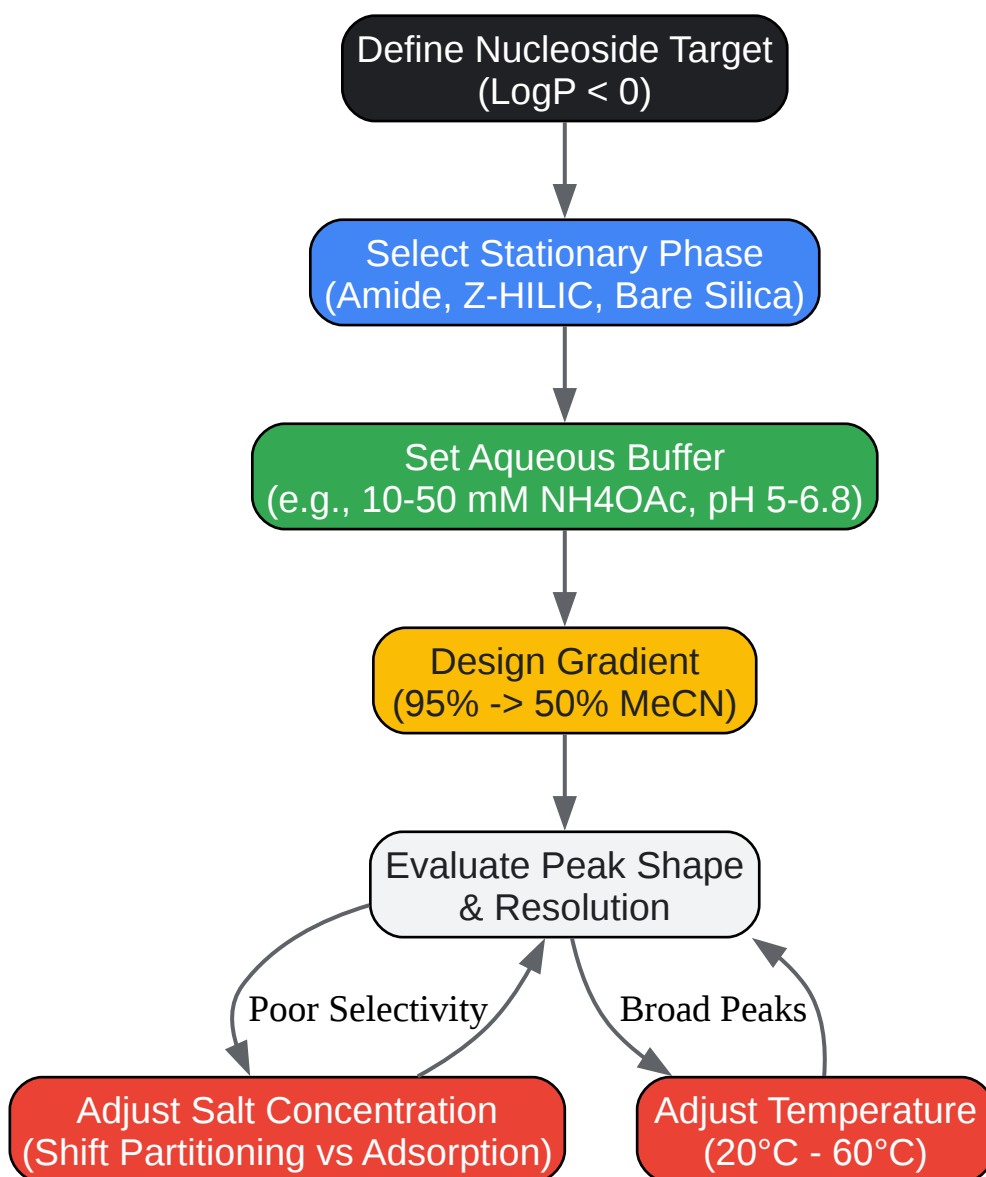 Define Nucleoside Target
(LogP < 0)
Select Stationary Phase
(Amide, Z-HILIC, Bare Silica)
Set Aqueous Buffer
(e.g., 10-50 mM NH4OAc, pH 5-6.8)
Design Gradient
(95% -> 50% MeCN)
Evaluate Peak Shape
& Resolution
Poor Selectivity
Broad Peaks
Adjust Salt Concentration
(Shift Partitioning vs Adsorption)
Adjust Temperature
(20°C - 60°C)